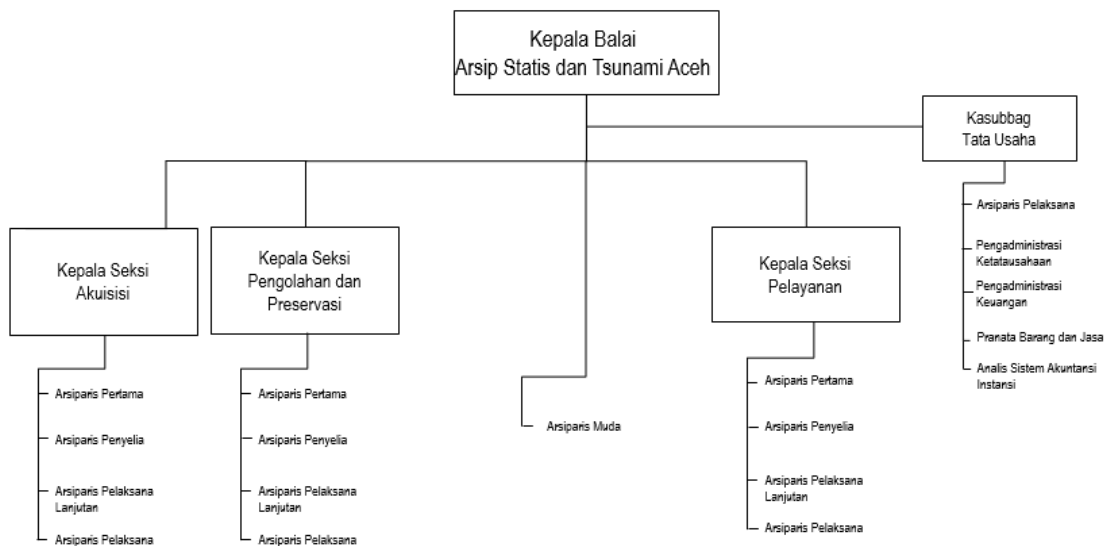 Kepala Balai
Arsip Statis dan Tsunami Aceh
Kasubbag
Tata Usaha
Arsiparis Pelaksana
Pengadministrasi
Ketatausahaan
Pengadministrasi
Keuangan
Pranata Barang dan Jasa
Analis Sistem Akuntansi
Instansi
Kepala Seksi
Akuisisi
Arsiparis Pertama
Arsiparis Penyelia
Arsiparis Pelaksana
Lanjutan
Arsiparis Pelaksana
Kepala Seksi
Pengolahan dan
Preservasi
Arsiparis Pertama
Arsiparis Penyelia
Arsiparis Pelaksana
Lanjutan
Arsiparis Pelaksana
Arsiparis Muda
Kepala Seksi
Pelayanan
Arsiparis Pertama
Arsiparis Penyelia
Arsiparis Pelaksana
Lanjutan
Arsiparis Pelaksana